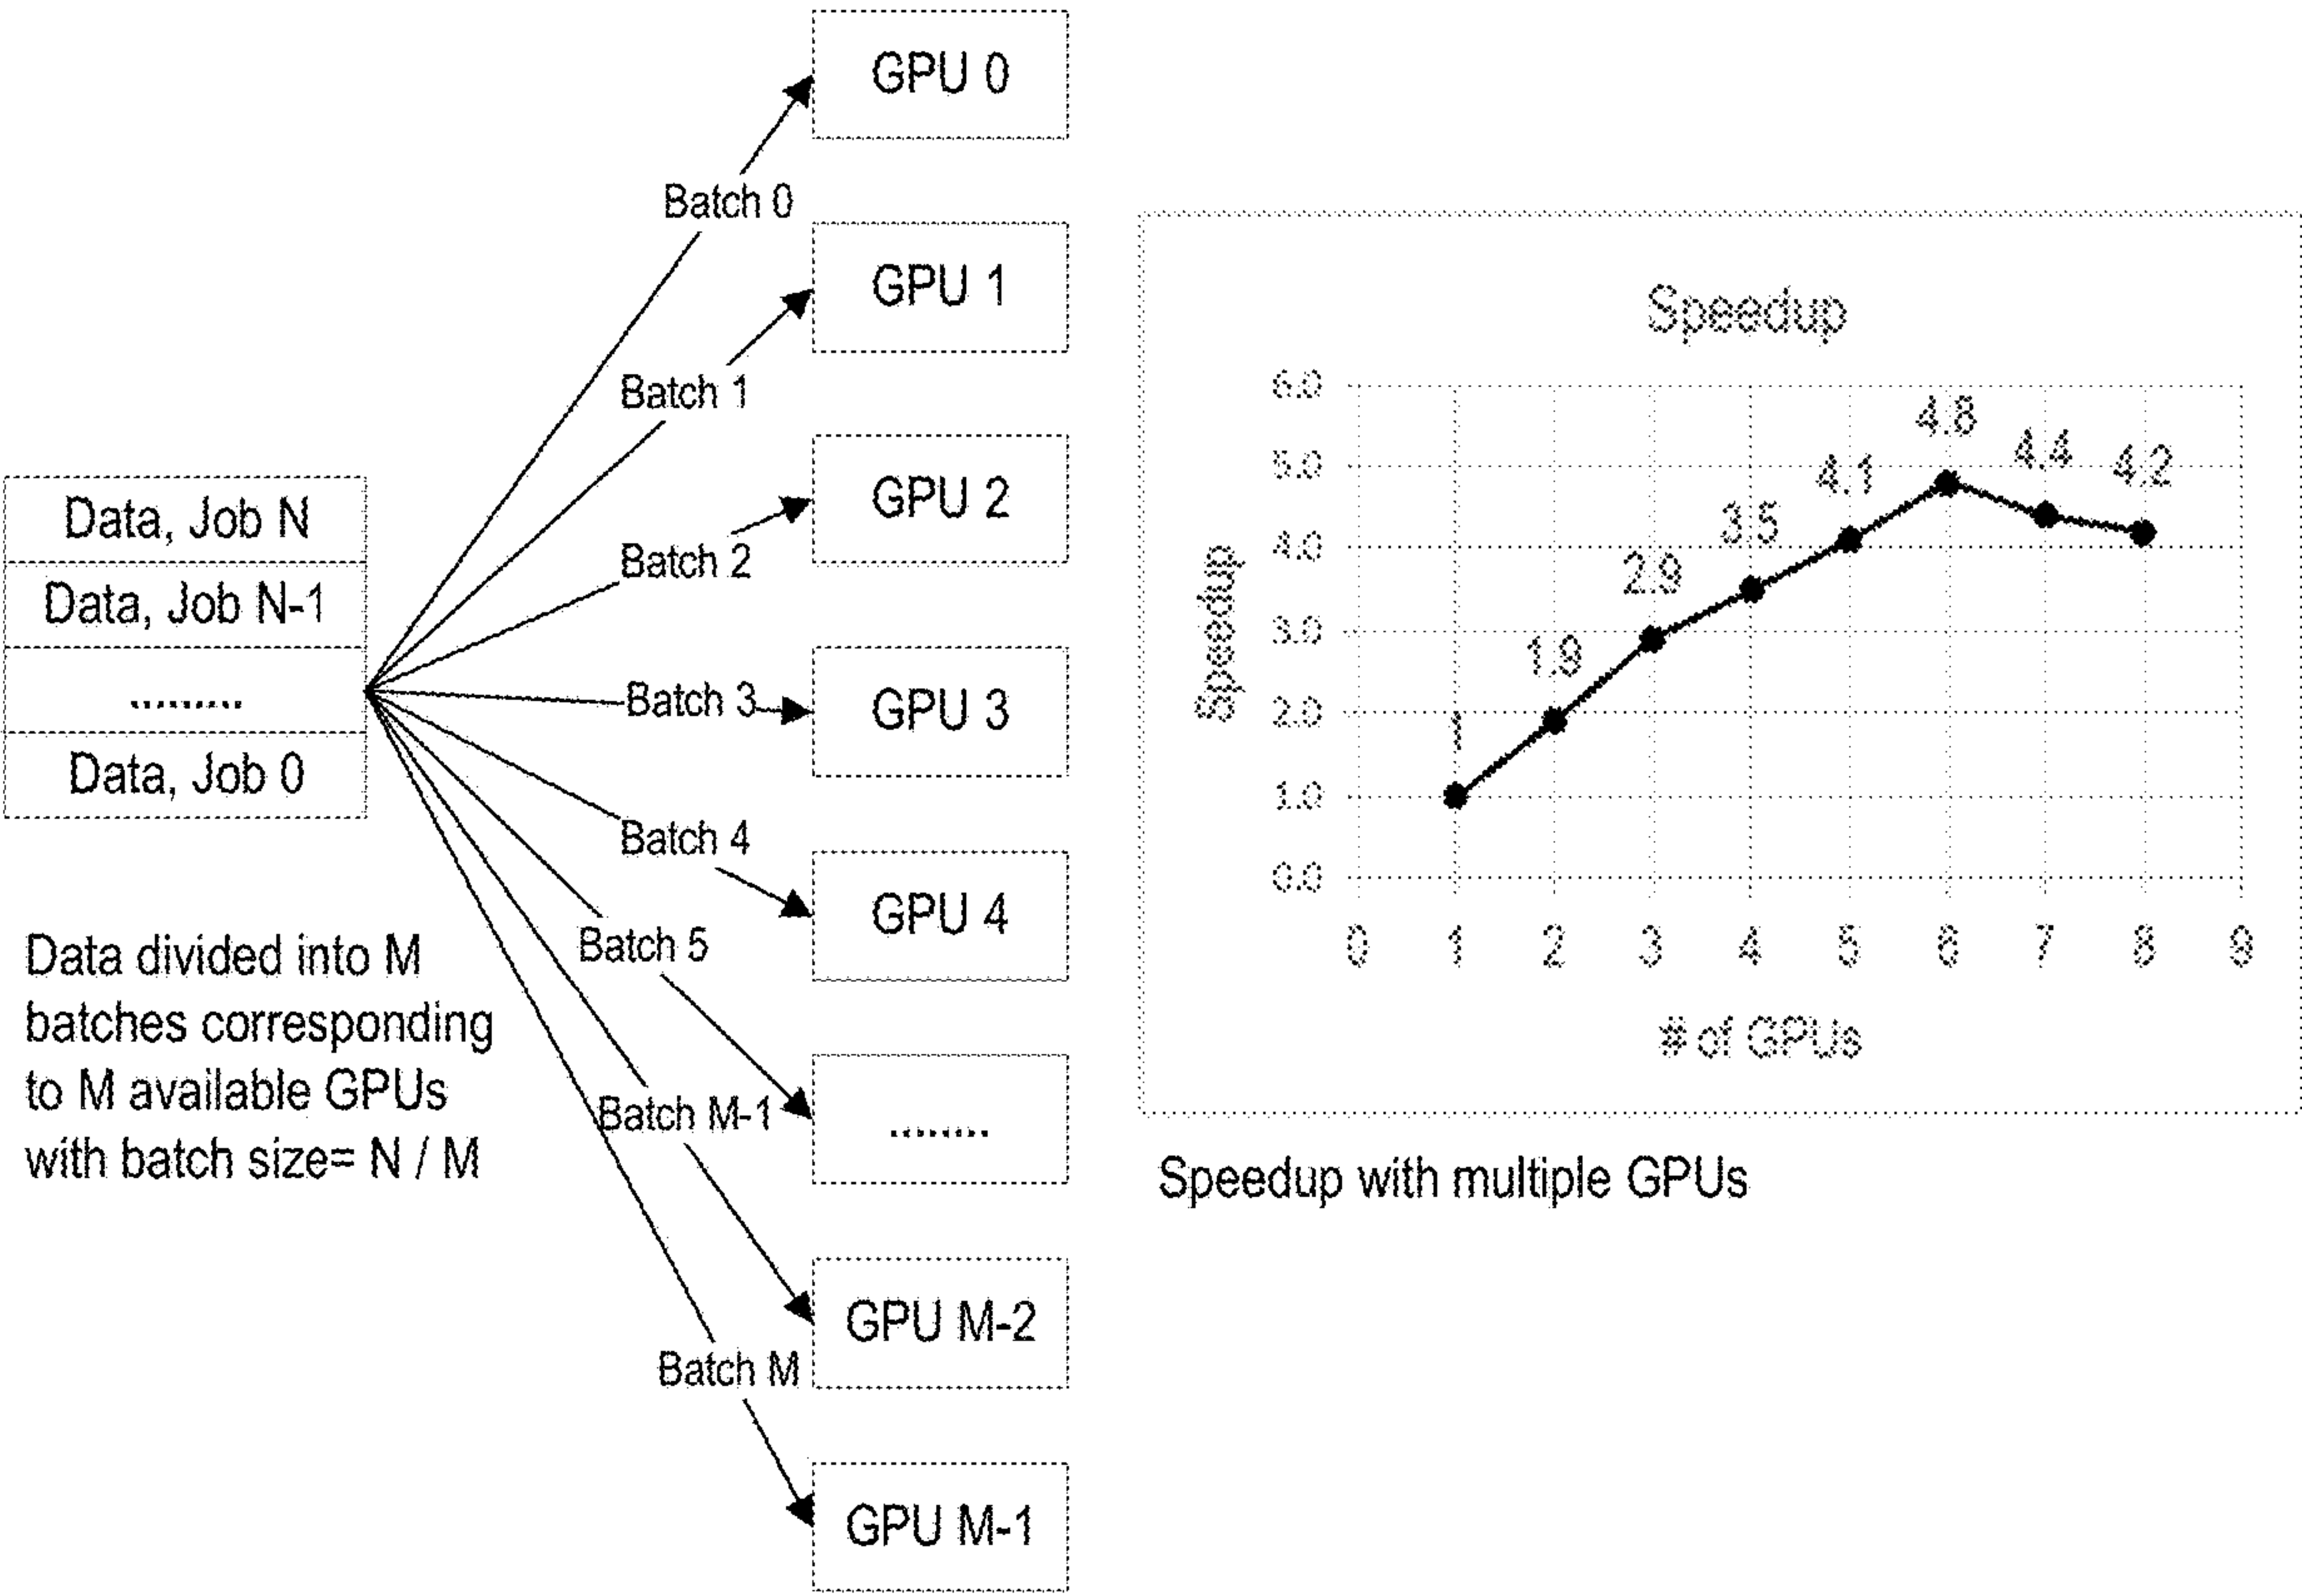 GPU 0
Batch 0
GPU 1
Batch 1
GPU 2
Batch 2
GPU 3
Batch 3
GPU 4
Batch 4
Batch 5
........
Batch M-1
GPU M-2
Batch M
GPU M-1
Data, Job N
Data, Job N-1
.........
Data, Job 0
Data divided into M
batches corresponding
to M available GPUs
with batch size= N / M
Speedup
Speedup
6.0
5.0
4.0
3.0
2.0
1.0
0.0
1
1.9
2.9
3.5
4.1
4.8
4.4
4.2
0 1 2 3 4 5 6 7 8 9
# of GPUs
Speedup with multiple GPUs